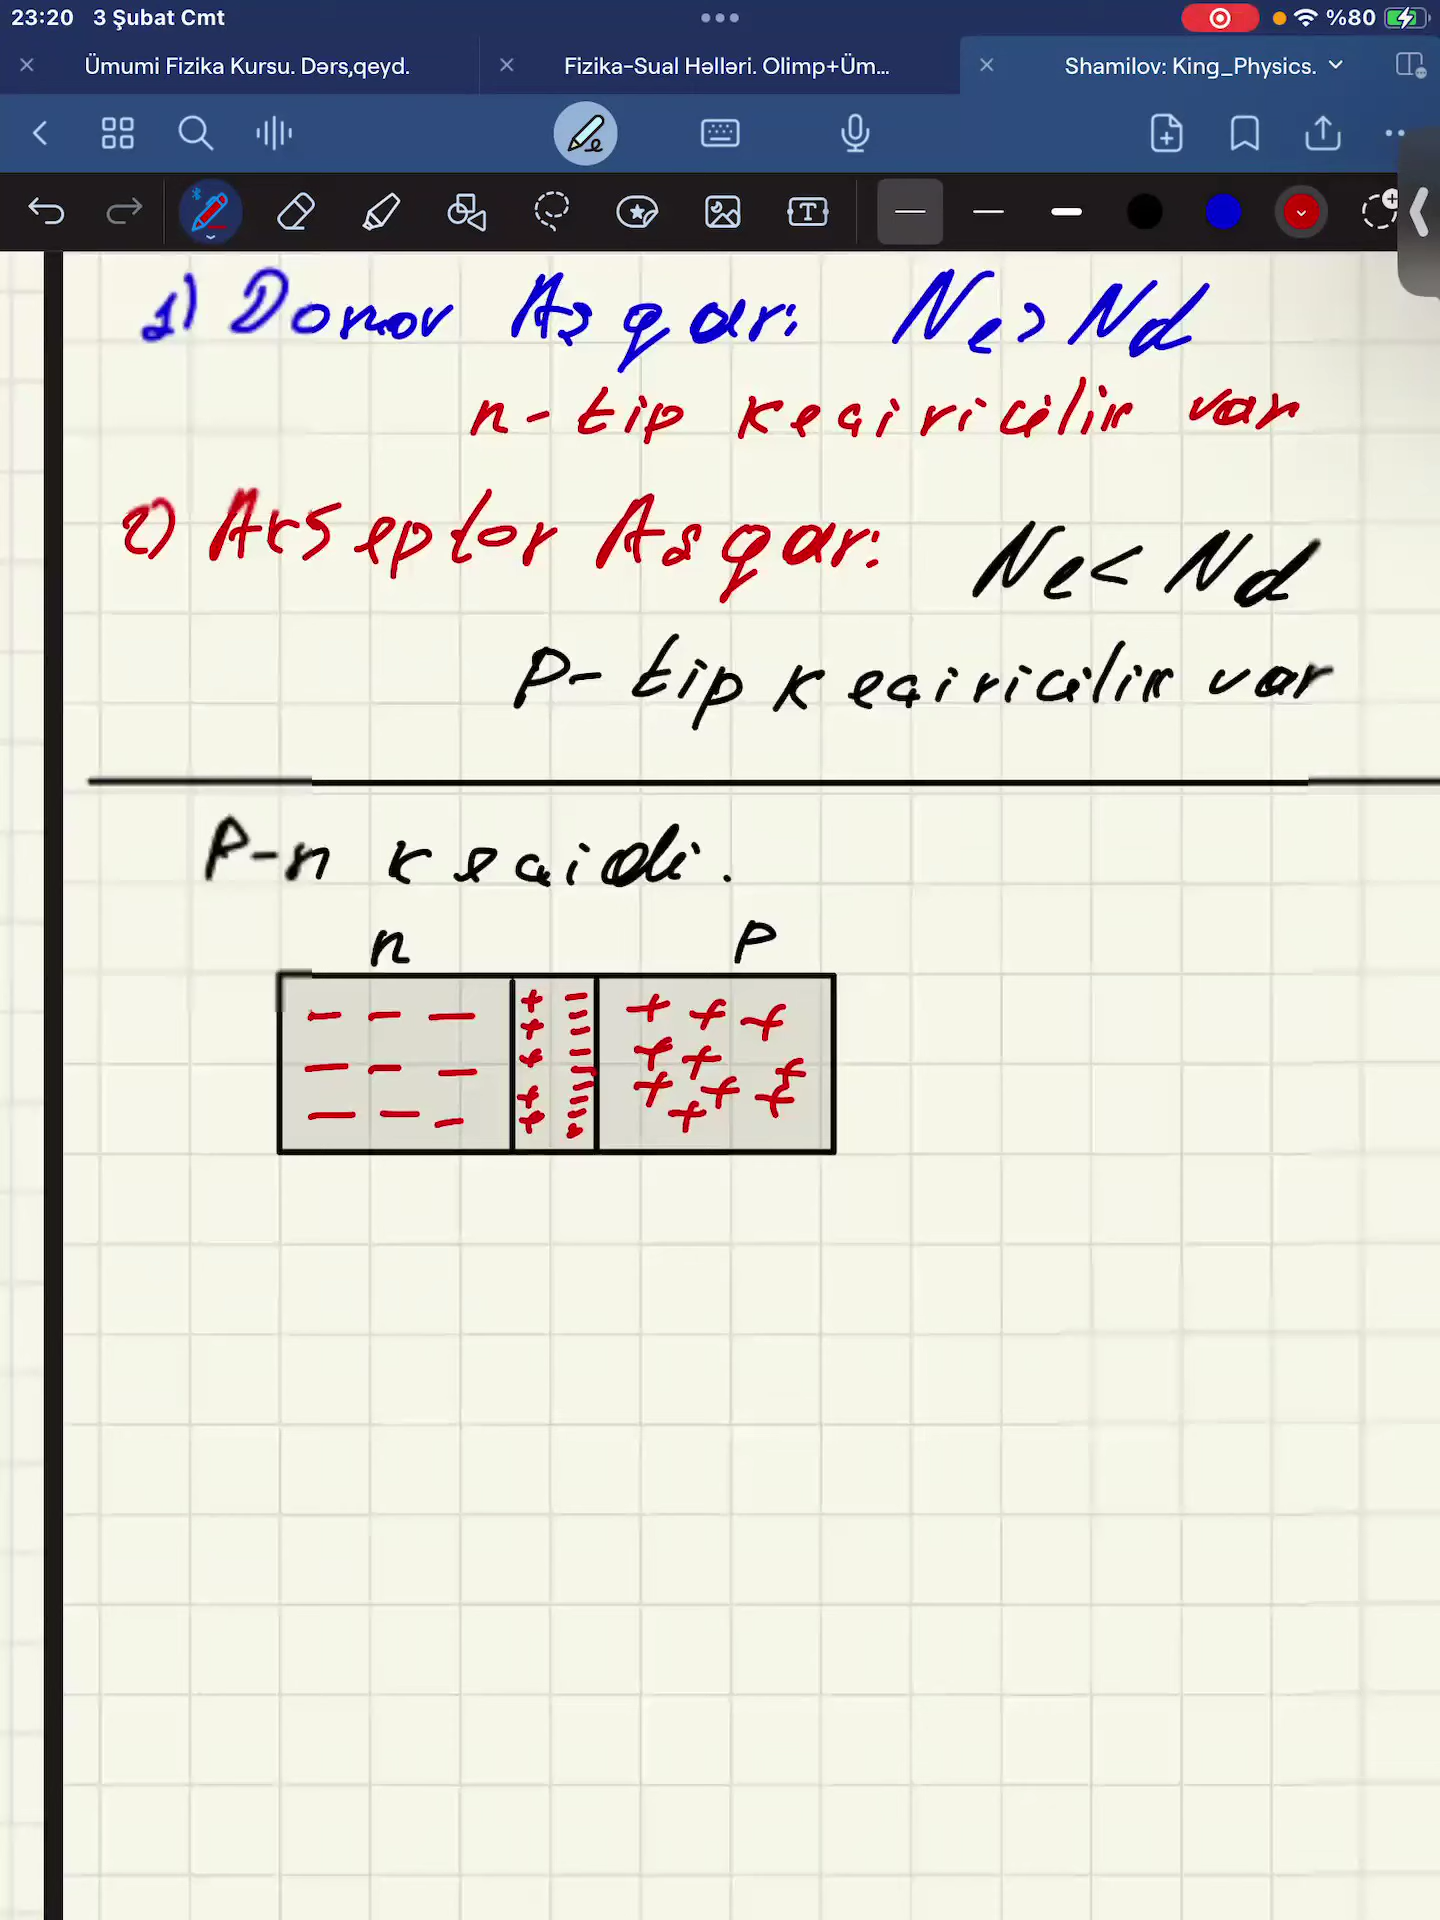 23:20 3 Şubat Cmt %80
Ümumi Fizika Kursu. Dərs,qeyd. Fizika-Sual Həlləri. Olimp+Üm... Shamilov: King_Physics.
1) Donor Aşqar: Ne > Nd
n- tip keçiricilik var
2) Akseptor Aşqar: Ne < Nd
P- tip keçiricilik var
P-n keçidi.
n P
- - - + - + + +
- - - + - + + +
- - - + - + + +